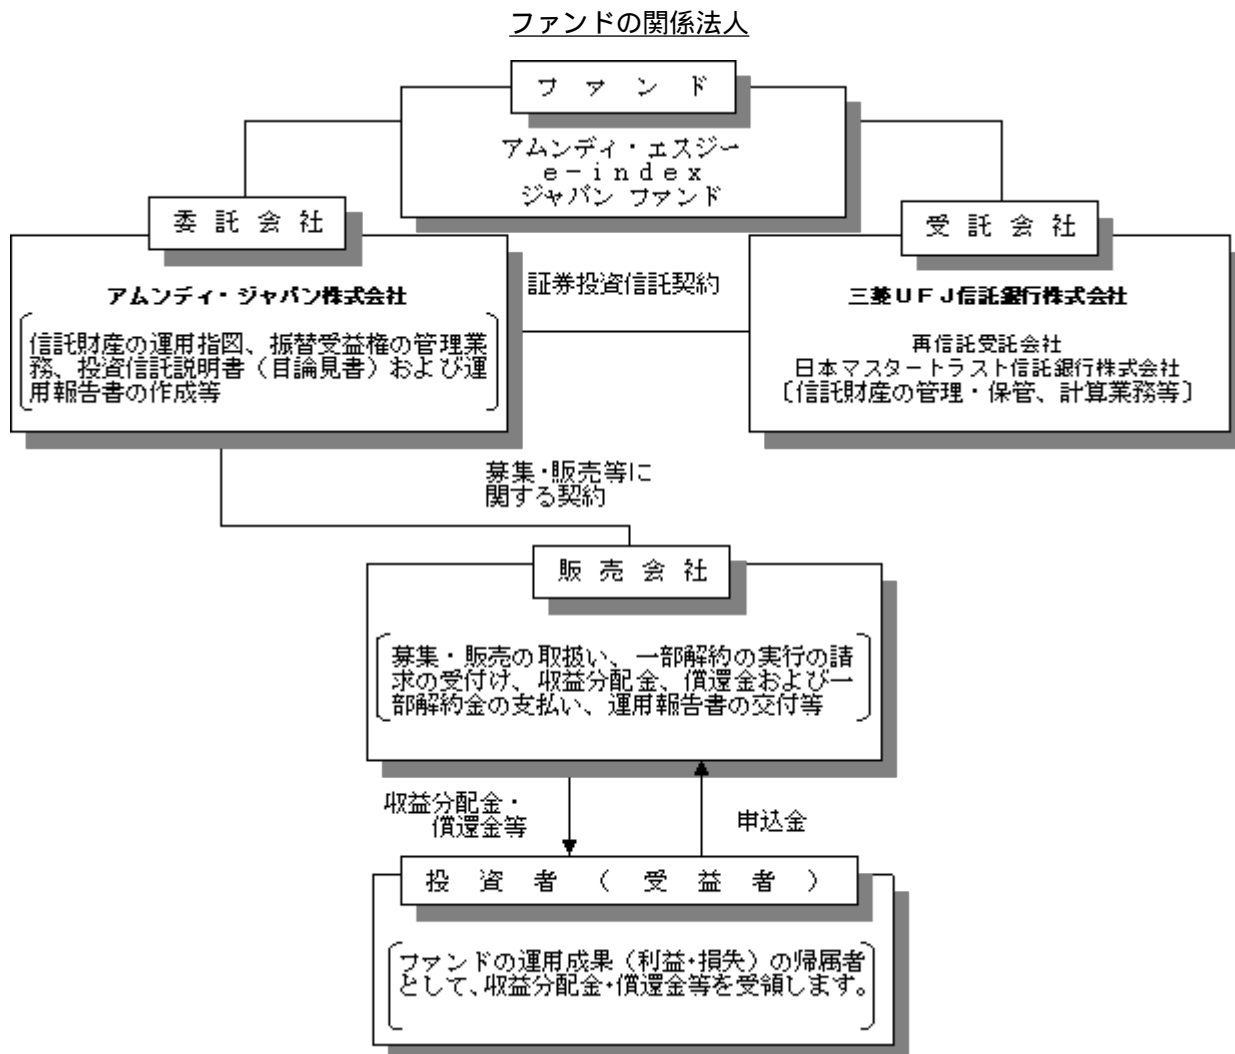 ファンドの関係法人
ファンド
アムンディ・エスジー
e－index
ジャパン ファンド
委託会社
アムンディ・ジャパン株式会社
信託財産の運用指図、振替受益権の管理業
務、投資信託説明書（目論見書）および運
用報告書の作成等
証券投資信託契約
受託会社
三菱ＵＦＪ信託銀行株式会社
再信託受託会社
日本マスタートラスト信託銀行株式会社
〔信託財産の管理・保管、計算業務等〕
募集・販売等に
関する契約
販売会社
募集・販売の取扱い、一部解約の実行の請
求の受付け、収益分配金、償還金および一
部解約金の支払い、運用報告書の交付等
収益分配金・
償還金等
申込金
投資者（受益者）
ファンドの運用成果（利益・損失）の帰属者
として、収益分配金・償還金等を受領します。